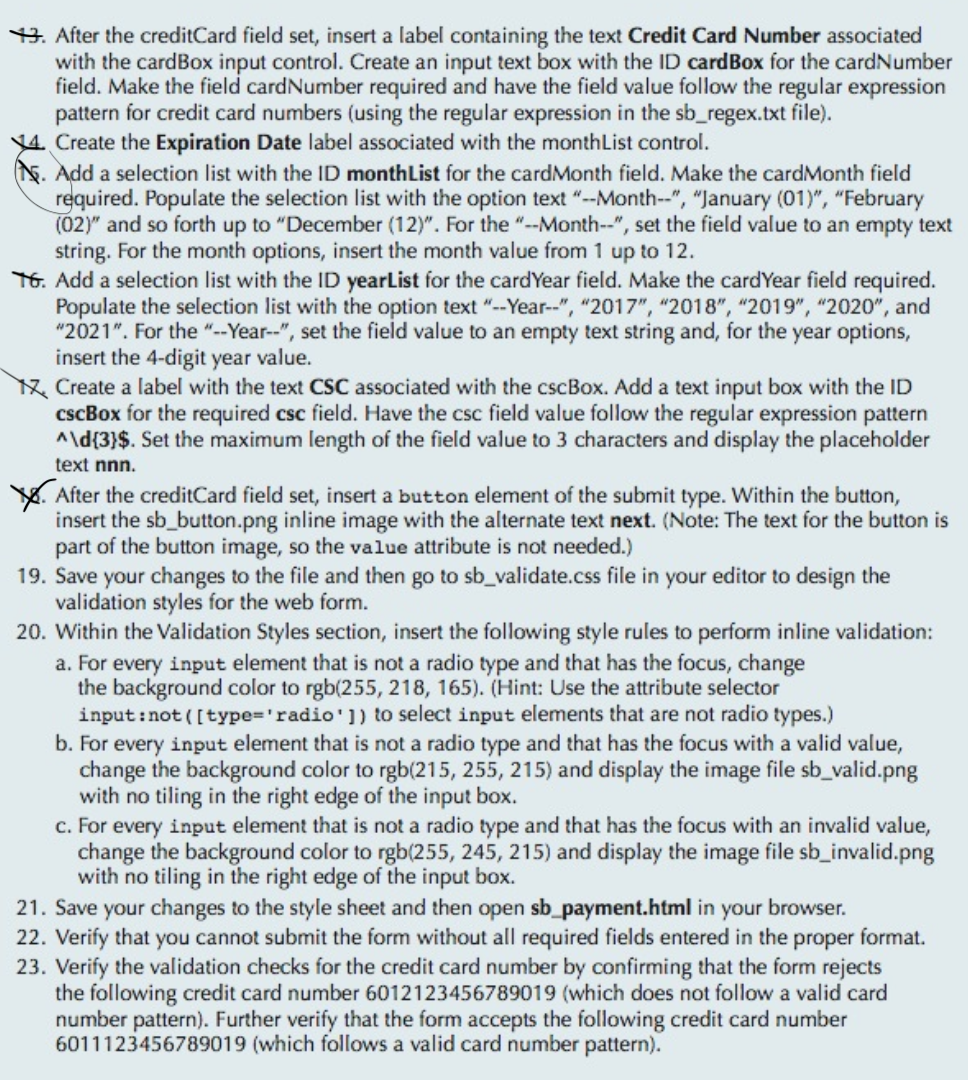 13. After the creditCard field set, insert a label containing the text Credit Card Number associated
with the cardBox input control. Create an input text box with the ID cardBox for the cardNumber
field. Make the field cardNumber required and have the field value follow the regular expression
pattern for credit card numbers (using the regular expression in the sb_regex.txt file).
14. Create the Expiration Date label associated with the monthList control.
15. Add a selection list with the ID monthList for the cardMonth field. Make the cardMonth field
required. Populate the selection list with the option text “--Month--”, “January (01)”, “February
(02)” and so forth up to “December (12)”. For the “--Month--”, set the field value to an empty text
string. For the month options, insert the month value from 1 up to 12.
16. Add a selection list with the ID yearList for the cardYear field. Make the cardYear field required.
Populate the selection list with the option text “--Year--”, “2017”, “2018”, “2019”, “2020”, and
“2021”. For the “--Year--”, set the field value to an empty text string and, for the year options,
insert the 4-digit year value.
17. Create a label with the text CSC associated with the cscBox. Add a text input box with the ID
cscBox for the required csc field. Have the csc field value follow the regular expression pattern
^\d{3}$. Set the maximum length of the field value to 3 characters and display the placeholder
text nnn.
18. After the creditCard field set, insert a button element of the submit type. Within the button,
insert the sb_button.png inline image with the alternate text next. (Note: The text for the button is
part of the button image, so the value attribute is not needed.)
19. Save your changes to the file and then go to sb_validate.css file in your editor to design the
validation styles for the web form.
20. Within the Validation Styles section, insert the following style rules to perform inline validation:
a. For every input element that is not a radio type and that has the focus, change
the background color to rgb(255, 218, 165). (Hint: Use the attribute selector
input:not([type='radio']) to select input elements that are not radio types.)
b. For every input element that is not a radio type and that has the focus with a valid value,
change the background color to rgb(215, 255, 215) and display the image file sb_valid.png
with no tiling in the right edge of the input box.
c. For every input element that is not a radio type and that has the focus with an invalid value,
change the background color to rgb(255, 245, 215) and display the image file sb_invalid.png
with no tiling in the right edge of the input box.
21. Save your changes to the style sheet and then open sb_payment.html in your browser.
22. Verify that you cannot submit the form without all required fields entered in the proper format.
23. Verify the validation checks for the credit card number by confirming that the form rejects
the following credit card number 6012123456789019 (which does not follow a valid card
number pattern). Further verify that the form accepts the following credit card number
6011123456789019 (which follows a valid card number pattern).